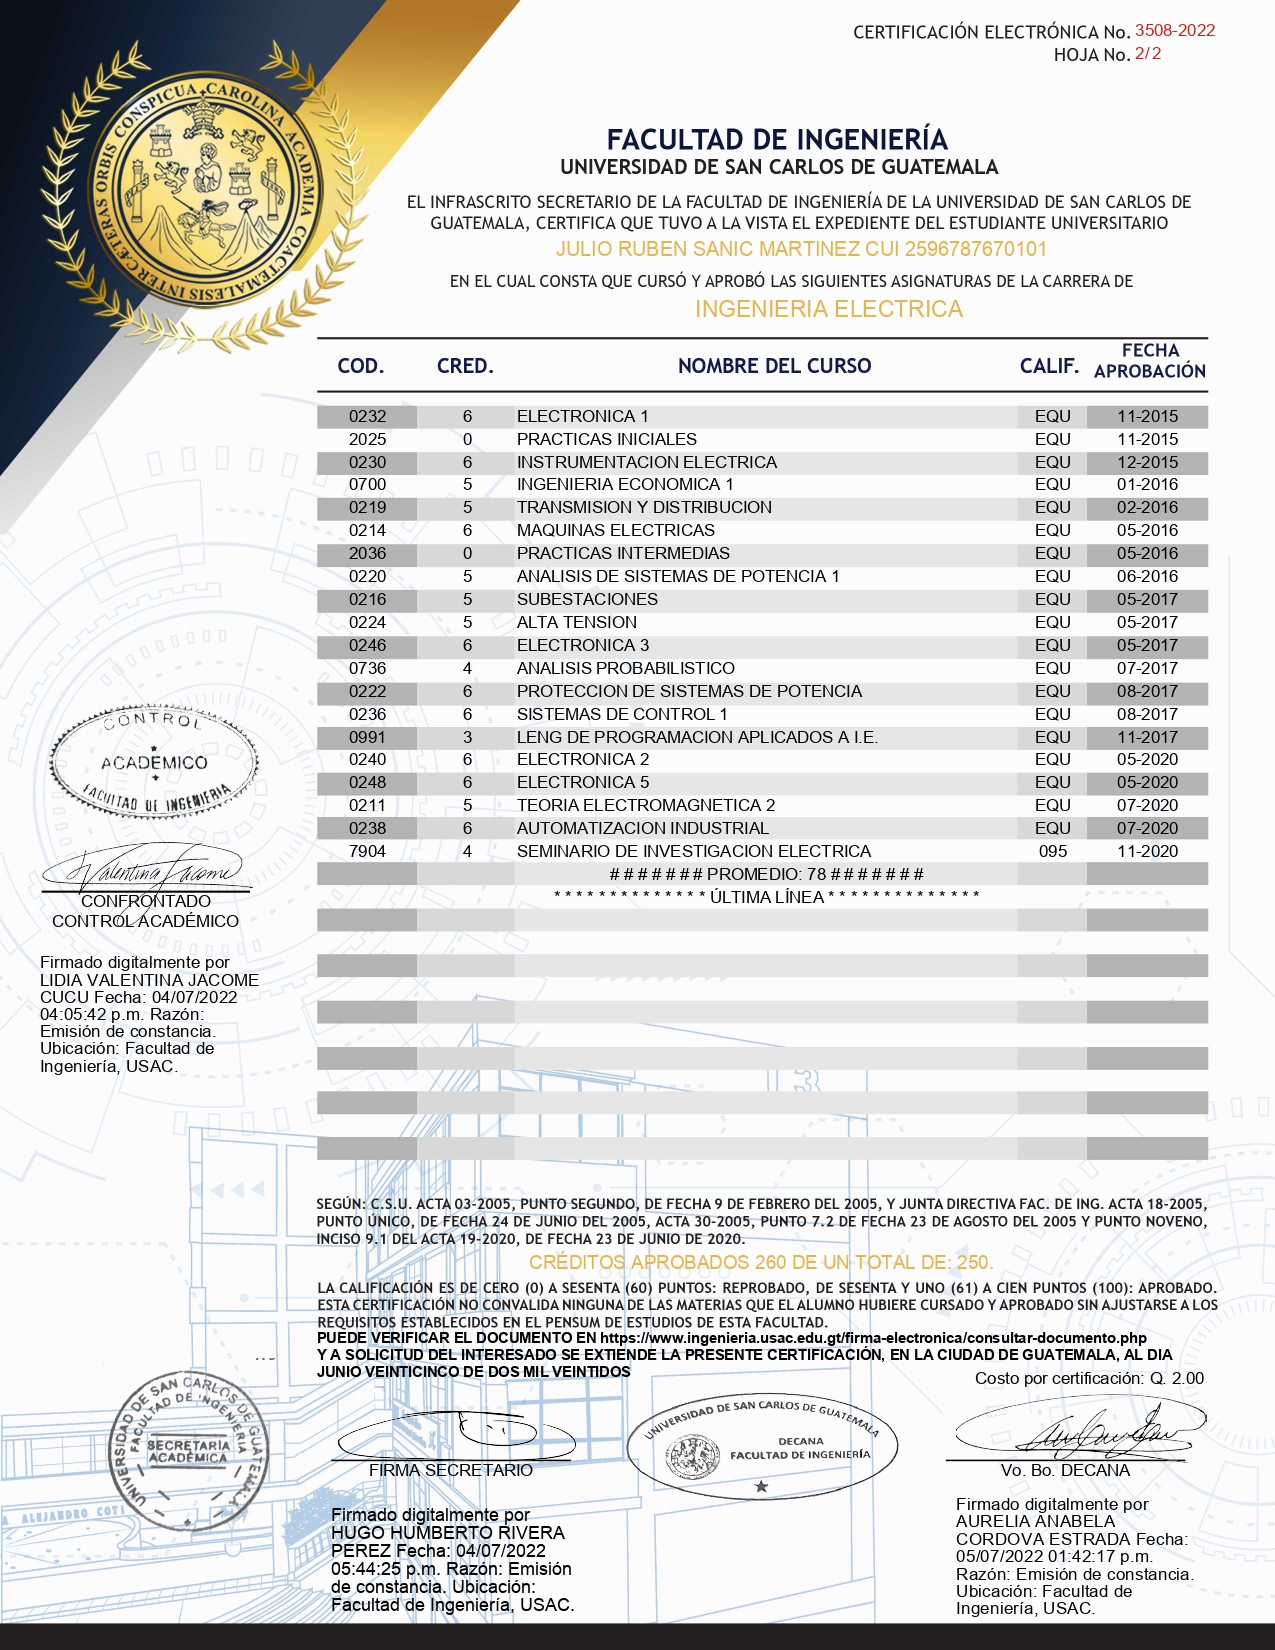 CERTIFICACIÓN ELECTRÓNICA No. 3508-2022
HOJA No. 2/2
INTER CÆTERAS ORBIS CONSPICUA CAROLINA ACADEMIA COACTEMALENSIS
FACULTAD DE INGENIERÍA
UNIVERSIDAD DE SAN CARLOS DE GUATEMALA
EL INFRASCRITO SECRETARIO DE LA FACULTAD DE INGENIERÍA DE LA UNIVERSIDAD DE SAN CARLOS DE
GUATEMALA, CERTIFICA QUE TUVO A LA VISTA EL EXPEDIENTE DEL ESTUDIANTE UNIVERSITARIO
JULIO RUBEN SANIC MARTINEZ CUI 2596787670101
EN EL CUAL CONSTA QUE CURSÓ Y APROBÓ LAS SIGUIENTES ASIGNATURAS DE LA CARRERA DE
INGENIERIA ELECTRICA
COD. CRED. NOMBRE DEL CURSO CALIF. FECHA APROBACIÓN
0232 6 ELECTRONICA 1 EQU 11-2015
2025 0 PRACTICAS INICIALES EQU 11-2015
0230 6 INSTRUMENTACION ELECTRICA EQU 12-2015
0700 5 INGENIERIA ECONOMICA 1 EQU 01-2016
0219 5 TRANSMISION Y DISTRIBUCION EQU 02-2016
0214 6 MAQUINAS ELECTRICAS EQU 05-2016
2036 0 PRACTICAS INTERMEDIAS EQU 05-2016
0220 5 ANALISIS DE SISTEMAS DE POTENCIA 1 EQU 06-2016
0216 5 SUBESTACIONES EQU 05-2017
0224 5 ALTA TENSION EQU 05-2017
0246 6 ELECTRONICA 3 EQU 05-2017
0736 4 ANALISIS PROBABILISTICO EQU 07-2017
0222 6 PROTECCION DE SISTEMAS DE POTENCIA EQU 08-2017
0236 6 SISTEMAS DE CONTROL 1 EQU 08-2017
0991 3 LENG DE PROGRAMACION APLICADOS A I.E. EQU 11-2017
0240 6 ELECTRONICA 2 EQU 05-2020
0248 6 ELECTRONICA 5 EQU 05-2020
0211 5 TEORIA ELECTROMAGNETICA 2 EQU 07-2020
0238 6 AUTOMATIZACION INDUSTRIAL EQU 07-2020
7904 4 SEMINARIO DE INVESTIGACION ELECTRICA 095 11-2020
# # # # # # # PROMEDIO: 78 # # # # # # #
* * * * * * * * * * * * * * ÚLTIMA LÍNEA * * * * * * * * * * * * * *
CONTROL
ACADÉMICO
FACULTAD DE INGENIERIA
Valentina Jacome
CONFRONTADO
CONTROL ACADÉMICO
Firmado digitalmente por
LIDIA VALENTINA JACOME
CUCU Fecha: 04/07/2022
04:05:42 p.m. Razón:
Emisión de constancia.
Ubicación: Facultad de
Ingeniería, USAC.
SEGÚN: C.S.U. ACTA 03-2005, PUNTO SEGUNDO, DE FECHA 9 DE FEBRERO DEL 2005, Y JUNTA DIRECTIVA FAC. DE ING. ACTA 18-2005,
PUNTO ÚNICO, DE FECHA 24 DE JUNIO DEL 2005, ACTA 30-2005, PUNTO 7.2 DE FECHA 23 DE AGOSTO DEL 2005 Y PUNTO NOVENO,
INCISO 9.1 DEL ACTA 19-2020, DE FECHA 23 DE JUNIO DE 2020.
CRÉDITOS APROBADOS 260 DE UN TOTAL DE: 250.
LA CALIFICACIÓN ES DE CERO (0) A SESENTA (60) PUNTOS: REPROBADO, DE SESENTA Y UNO (61) A CIEN PUNTOS (100): APROBADO.
ESTA CERTIFICACIÓN NO CONVALIDA NINGUNA DE LAS MATERIAS QUE EL ALUMNO HUBIERE CURSADO Y APROBADO SIN AJUSTARSE A LOS
REQUISITOS ESTABLECIDOS EN EL PENSUM DE ESTUDIOS DE ESTA FACULTAD.
PUEDE VERIFICAR EL DOCUMENTO EN https://www.ingenieria.usac.edu.gt/firma-electronica/consultar-documento.php
Y A SOLICITUD DEL INTERESADO SE EXTIENDE LA PRESENTE CERTIFICACIÓN, EN LA CIUDAD DE GUATEMALA, AL DIA
JUNIO VEINTICINCO DE DOS MIL VEINTIDOS
Costo por certificación: Q. 2.00
UNIVERSIDAD DE SAN CARLOS DE GUATEMALA
FACULTAD DE INGENIERIA
SECRETARÍA
ACADÉMICA
FIRMA SECRETARIO
Firmado digitalmente por
HUGO HUMBERTO RIVERA
PEREZ Fecha: 04/07/2022
05:44:25 p.m. Razón: Emisión
de constancia. Ubicación:
Facultad de Ingeniería, USAC.
UNIVERSIDAD DE SAN CARLOS DE GUATEMALA
DECANA
FACULTAD DE INGENIERÍA
Vo. Bo. DECANA
Firmado digitalmente por
AURELIA ANABELA
CORDOVA ESTRADA Fecha:
05/07/2022 01:42:17 p.m.
Razón: Emisión de constancia.
Ubicación: Facultad de
Ingeniería, USAC.
A ALEJANDRO COTI